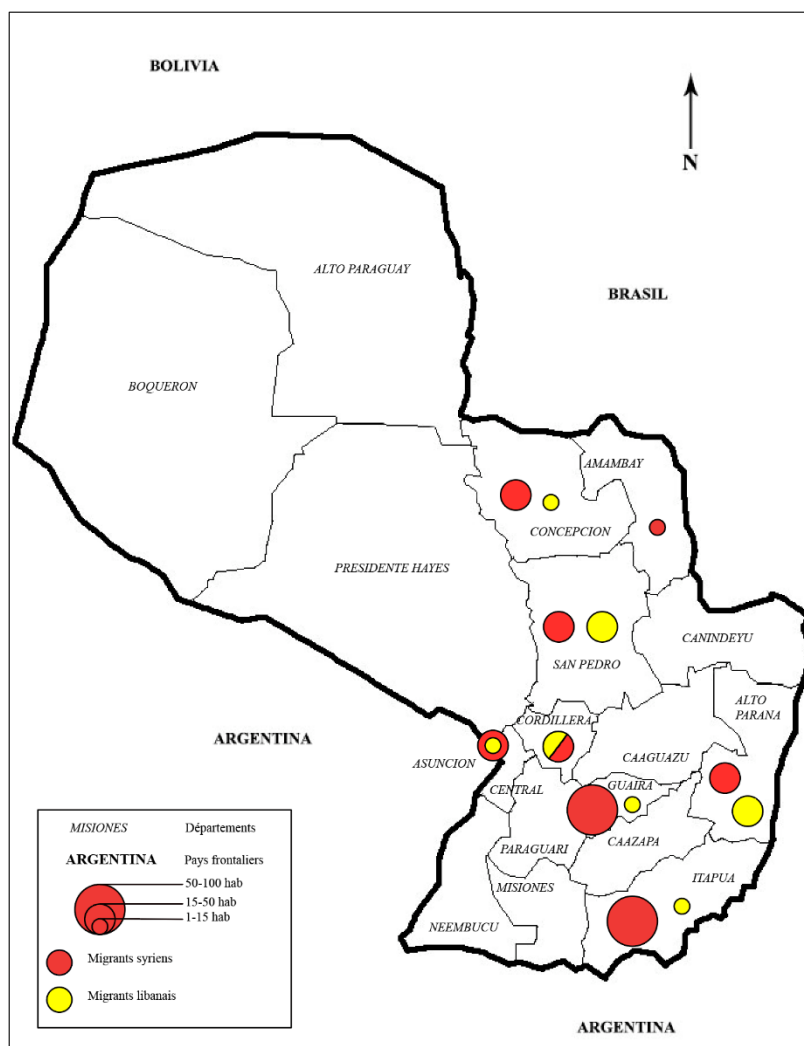 BOLIVIA
N
ALTO PARAGUAY
BRASIL
BOQUERON
AMAMBAY
CONCEPCION
PRESIDENTE HAYES
CANINDEYU
SAN PEDRO
ALTO
PARANA
CORDILLERA
ARGENTINA
ASUNCION
CAAGUAZU
CENTRAL
GUAIRA
PARAGUARI
CAAZAPA
ITAPUA
MISIONES
NEEMBUCU
MISIONES Départements
ARGENTINA Pays frontaliers
50-100 hab
15-50 hab
1-15 hab
Migrants syriens
Migrants libanais
ARGENTINA